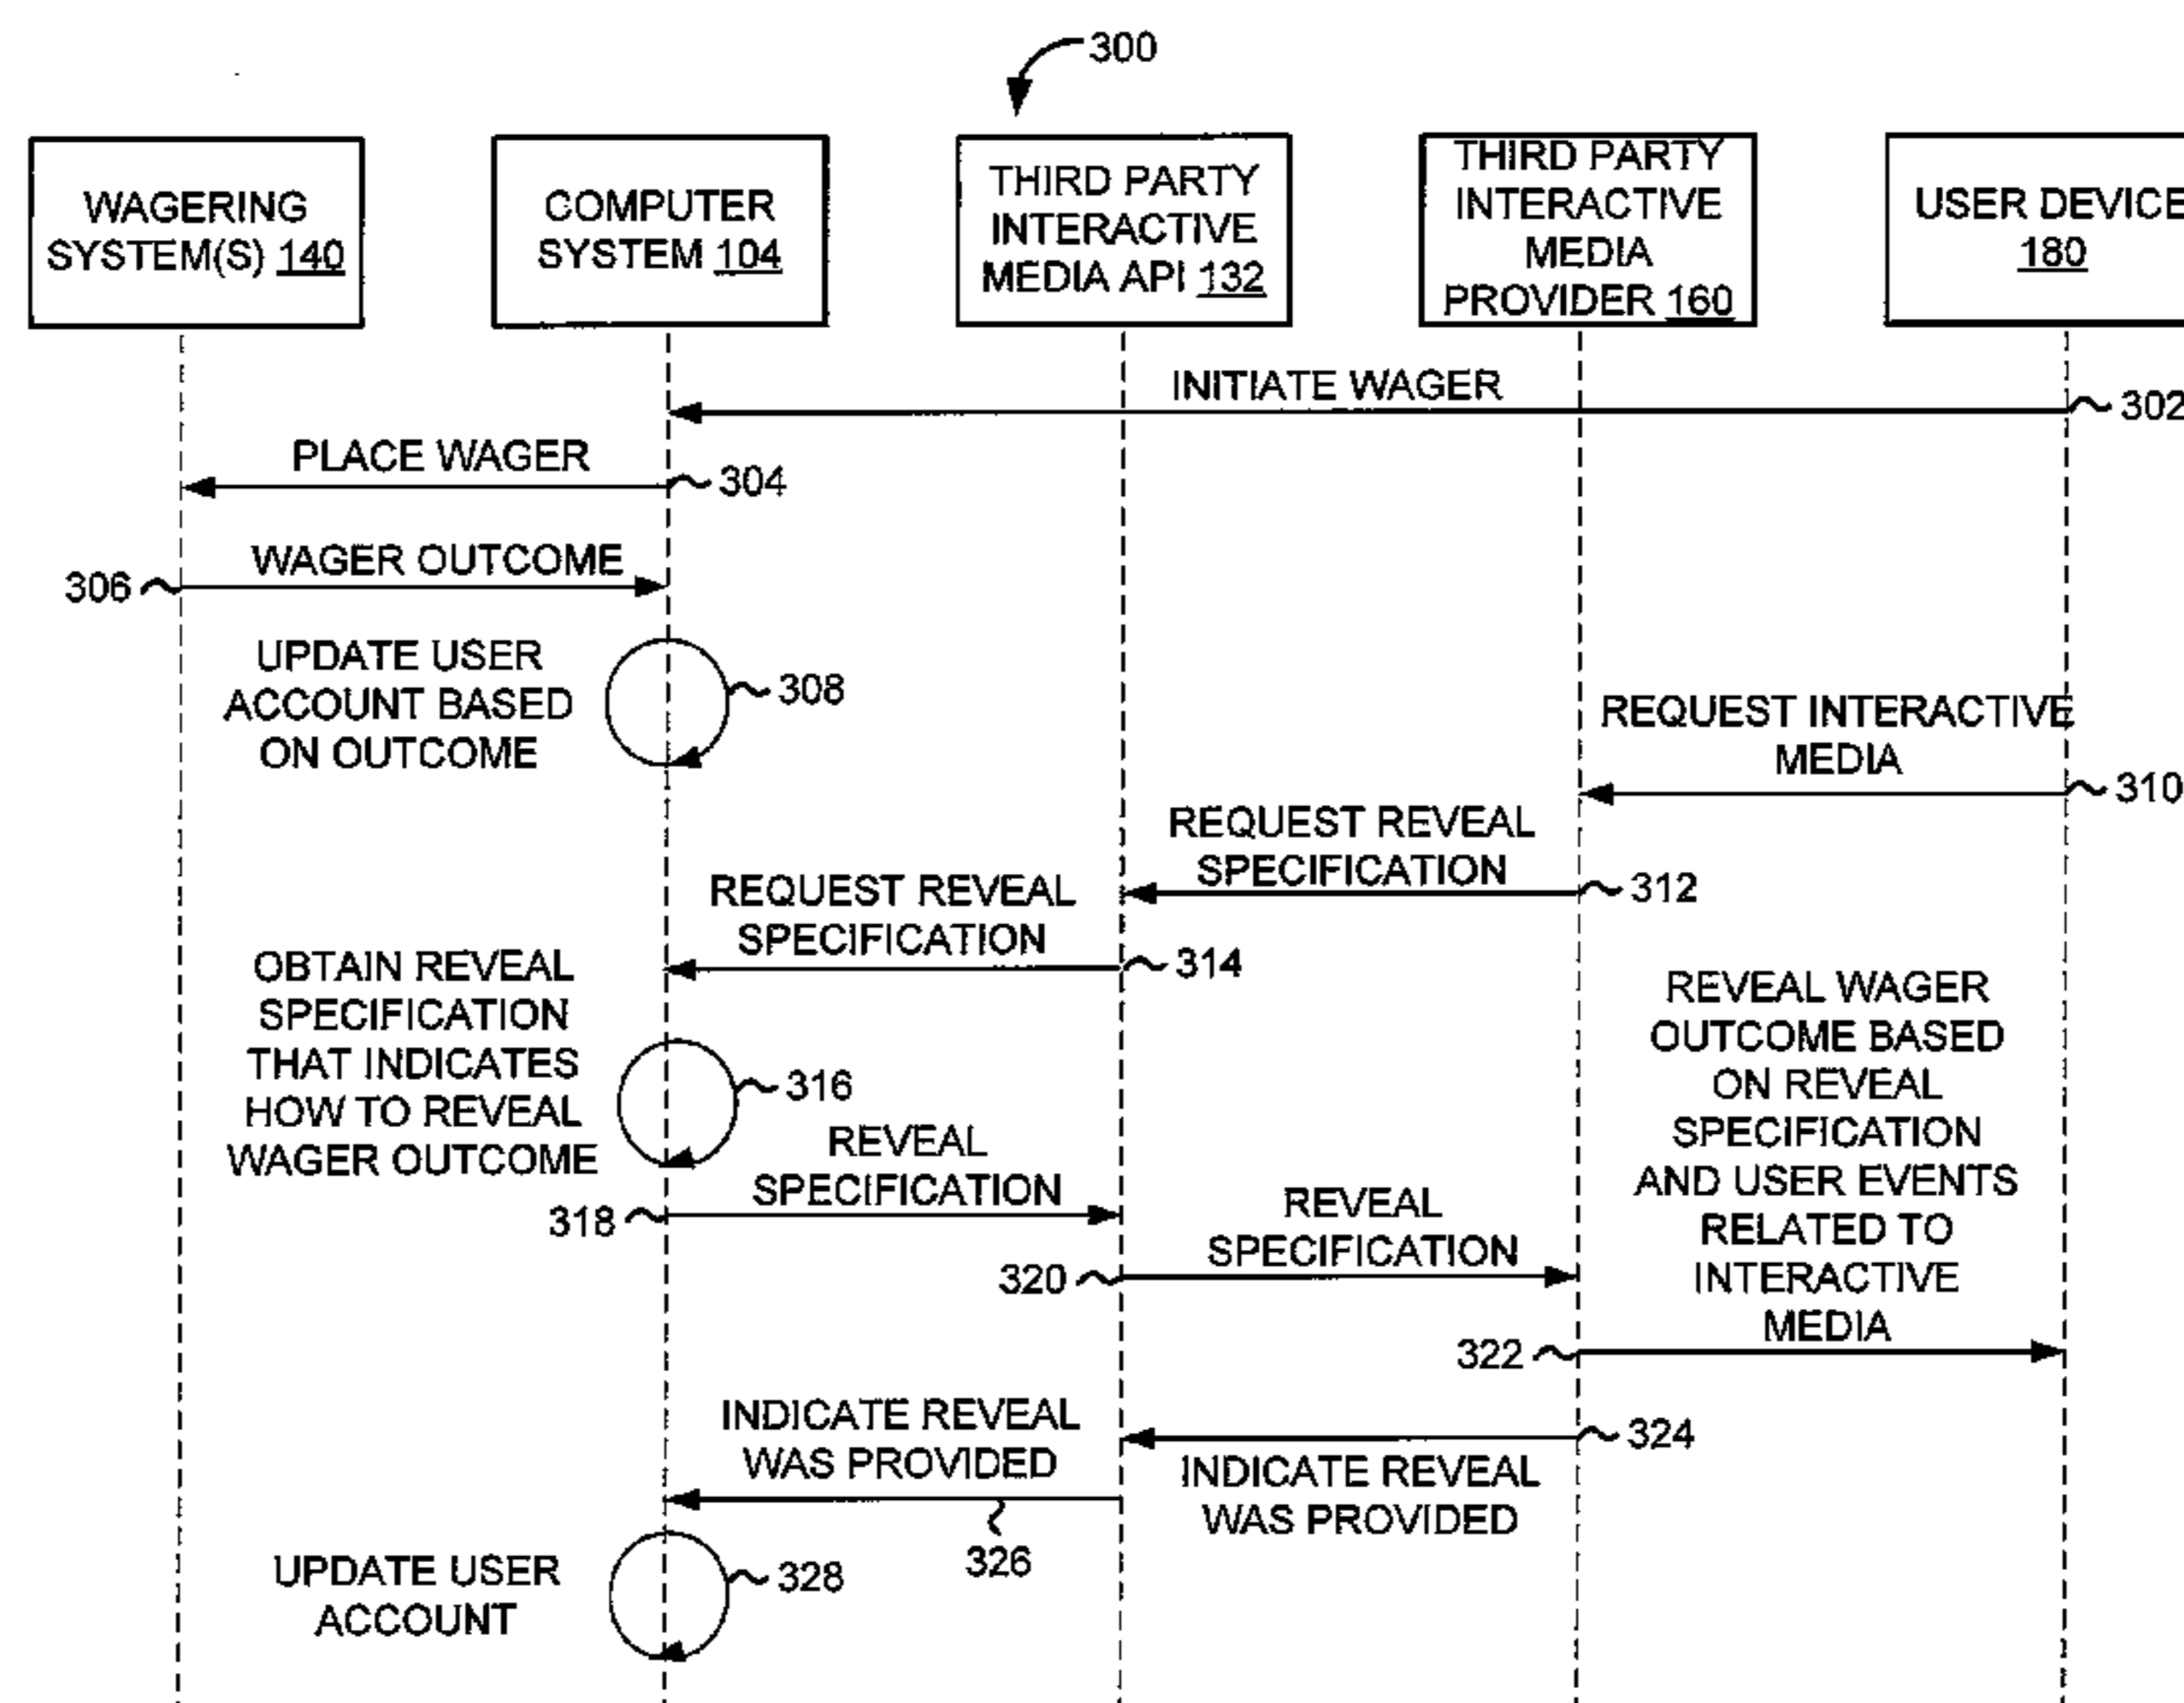 300
WAGERING
SYSTEM(S) 140
COMPUTER
SYSTEM 104
THIRD PARTY
INTERACTIVE
MEDIA API 132
THIRD PARTY
INTERACTIVE
MEDIA
PROVIDER 160
USER DEVICE
180
INITIATE WAGER
302
PLACE WAGER
304
WAGER OUTCOME
306
UPDATE USER
ACCOUNT BASED
ON OUTCOME
308
REQUEST INTERACTIVE
MEDIA
310
REQUEST REVEAL
SPECIFICATION
312
REQUEST REVEAL
SPECIFICATION
314
OBTAIN REVEAL
SPECIFICATION
THAT INDICATES
HOW TO REVEAL
WAGER OUTCOME
316
REVEAL
SPECIFICATION
318
REVEAL
SPECIFICATION
320
REVEAL WAGER
OUTCOME BASED
ON REVEAL
SPECIFICATION
AND USER EVENTS
RELATED TO
INTERACTIVE
MEDIA
322
INDICATE REVEAL
WAS PROVIDED
324
INDICATE REVEAL
WAS PROVIDED
326
UPDATE USER
ACCOUNT
328